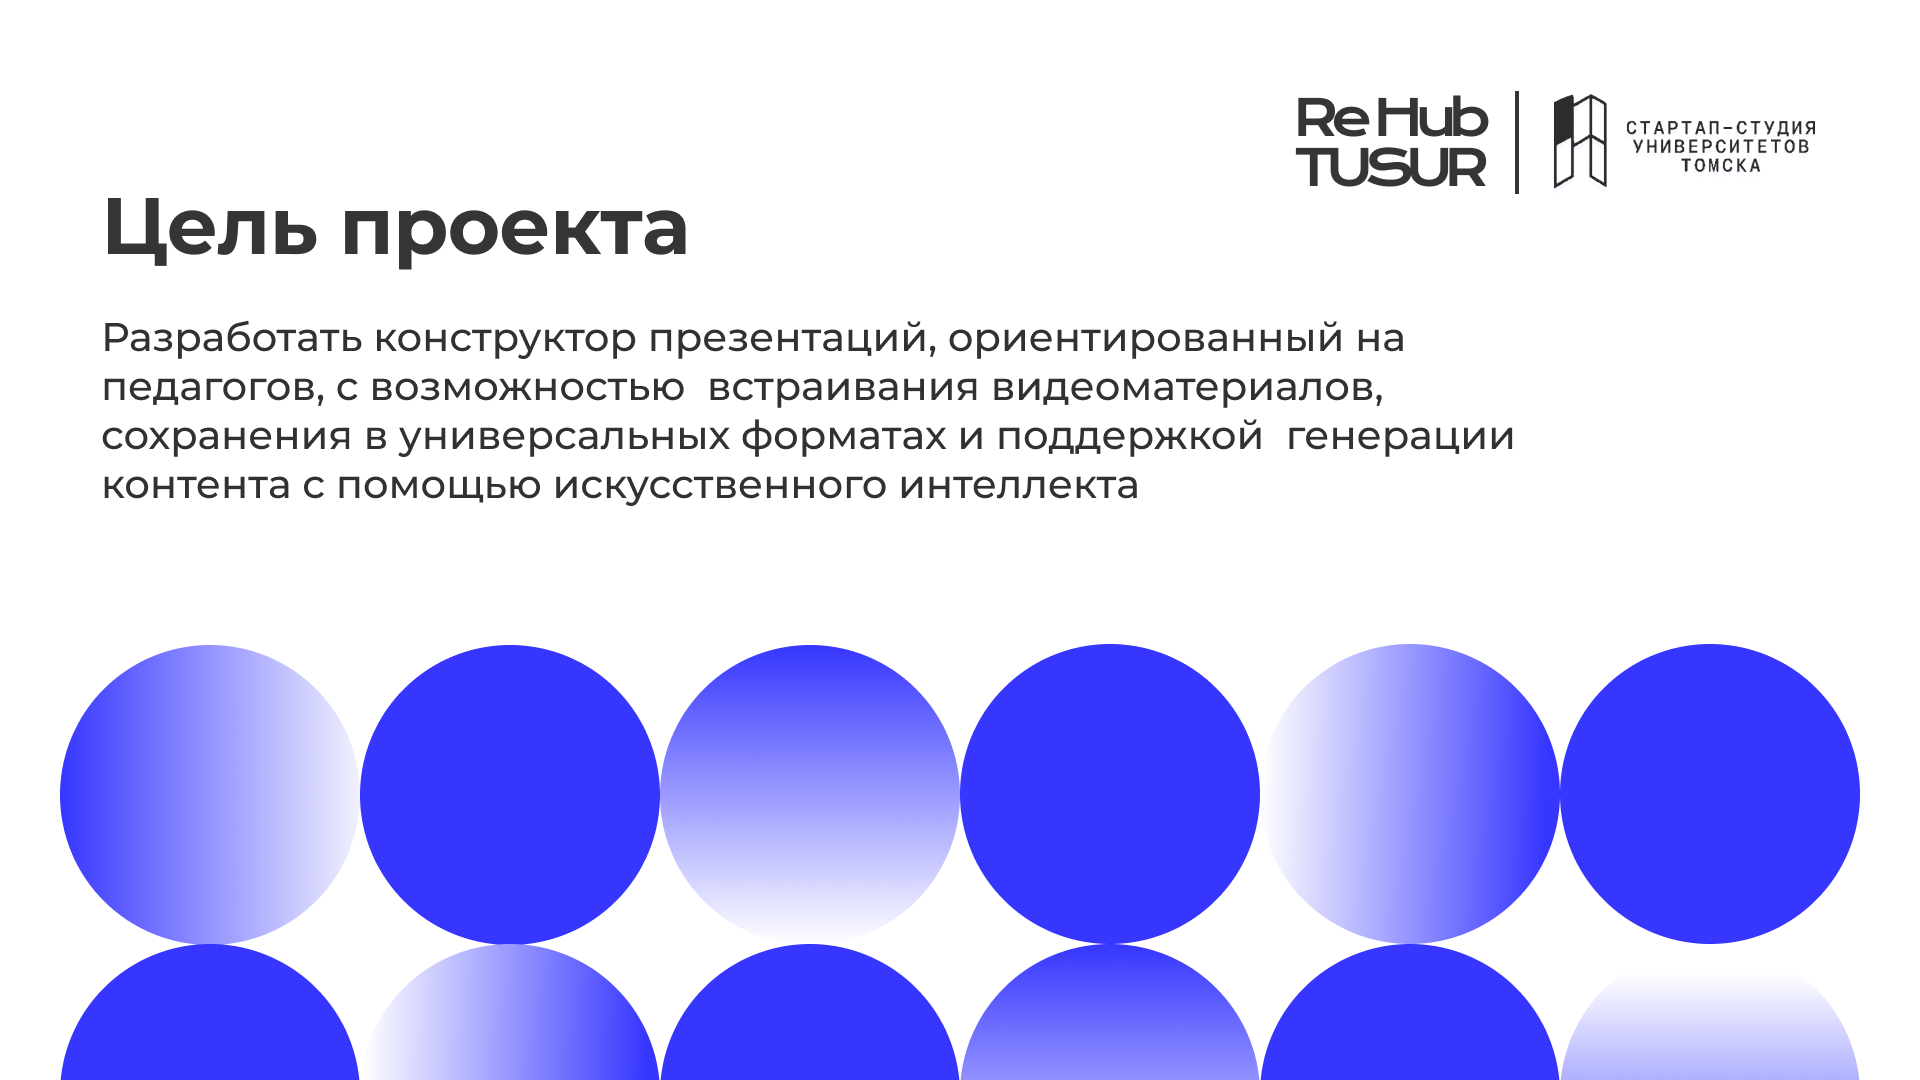 Re Hub
TUSUR
СТАРТАП-СТУДИЯ
УНИВЕРСИТЕТОВ
ТОМСКА
Цель проекта
Разработать конструктор презентаций, ориентированный на
педагогов, с возможностью  встраивания видеоматериалов,
сохранения в универсальных форматах и поддержкой  генерации
контента с помощью искусственного интеллекта